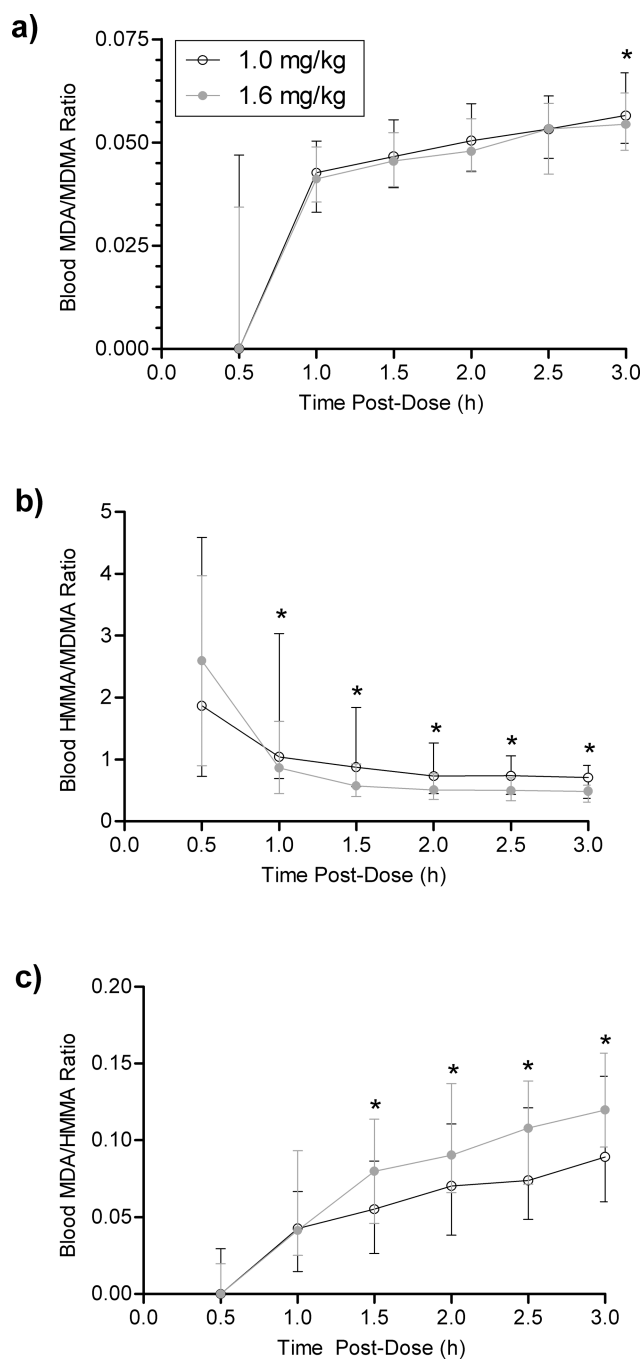 a)
0.075
0.050
0.025
0.000
Blood MDA/MDMA Ratio
1.0 mg/kg
1.6 mg/kg
*
0.0 0.5 1.0 1.5 2.0 2.5 3.0
Time Post-Dose (h)
b)
5
4
3
2
1
0
Blood HMMA/MDMA Ratio
* * * * *
0.0 0.5 1.0 1.5 2.0 2.5 3.0
Time Post-Dose (h)
c)
0.20
0.15
0.10
0.05
0.00
Blood MDA/HMMA Ratio
* * * *
0.0 0.5 1.0 1.5 2.0 2.5 3.0
Time Post-Dose (h)